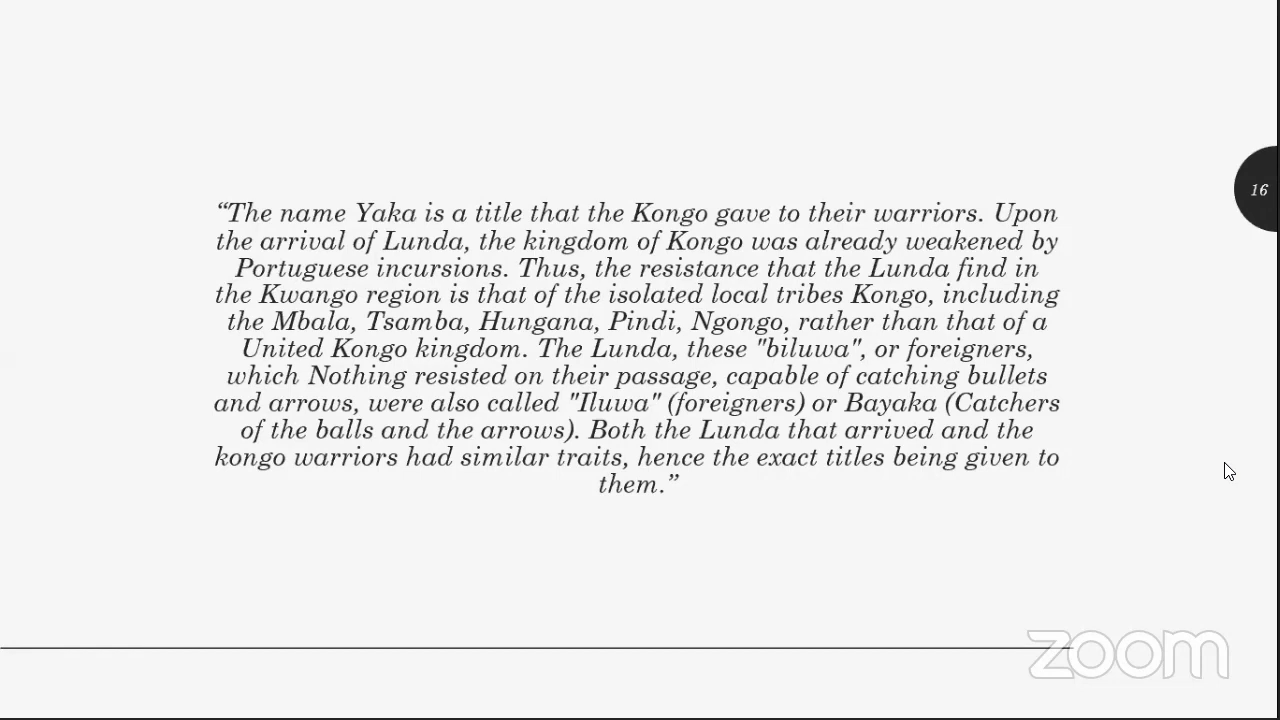 “The name Yaka is a title that the Kongo gave to their warriors. Upon
the arrival of Lunda, the kingdom of Kongo was already weakened by
Portuguese incursions. Thus, the resistance that the Lunda find in
the Kwango region is that of the isolated local tribes Kongo, including
the Mbala, Tsamba, Hungana, Pindi, Ngongo, rather than that of a
United Kongo kingdom. The Lunda, these "biluwa", or foreigners,
which Nothing resisted on their passage, capable of catching bullets
and arrows, were also called "Iluwa" (foreigners) or Bayaka (Catchers
of the balls and the arrows). Both the Lunda that arrived and the
kongo warriors had similar traits, hence the exact titles being given to
them.”
16
zoom